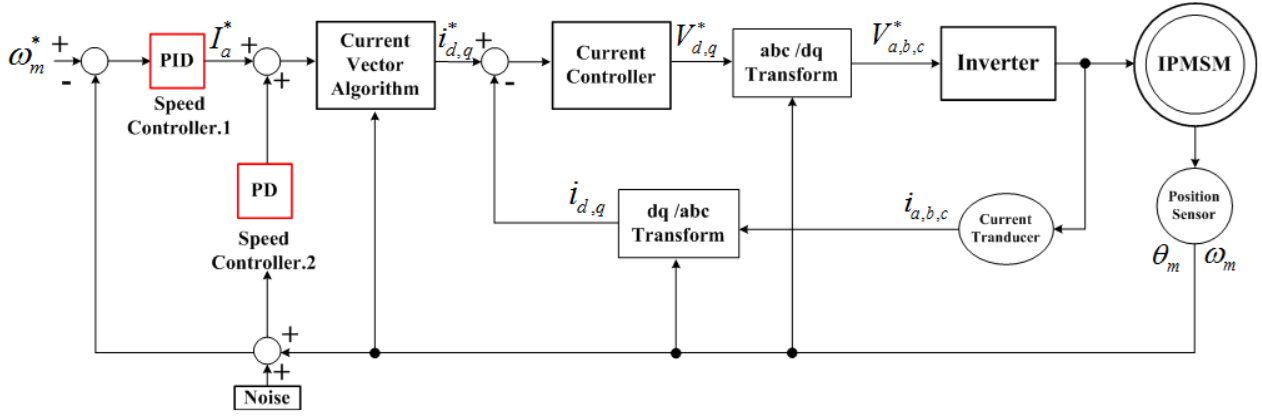 ω*m
+
-
PID
Speed
Controller.1
I*a
+
+
Current
Vector
Algorithm
i*d,q
+
-
Current
Controller
V*d,q
abc /dq
Transform
V*a,b,c
Inverter
IPMSM
PD
Speed
Controller.2
id,q
dq /abc
Transform
ia,b,c
Current
Tranducer
Position
Sensor
θm ωm
+
+
Noise